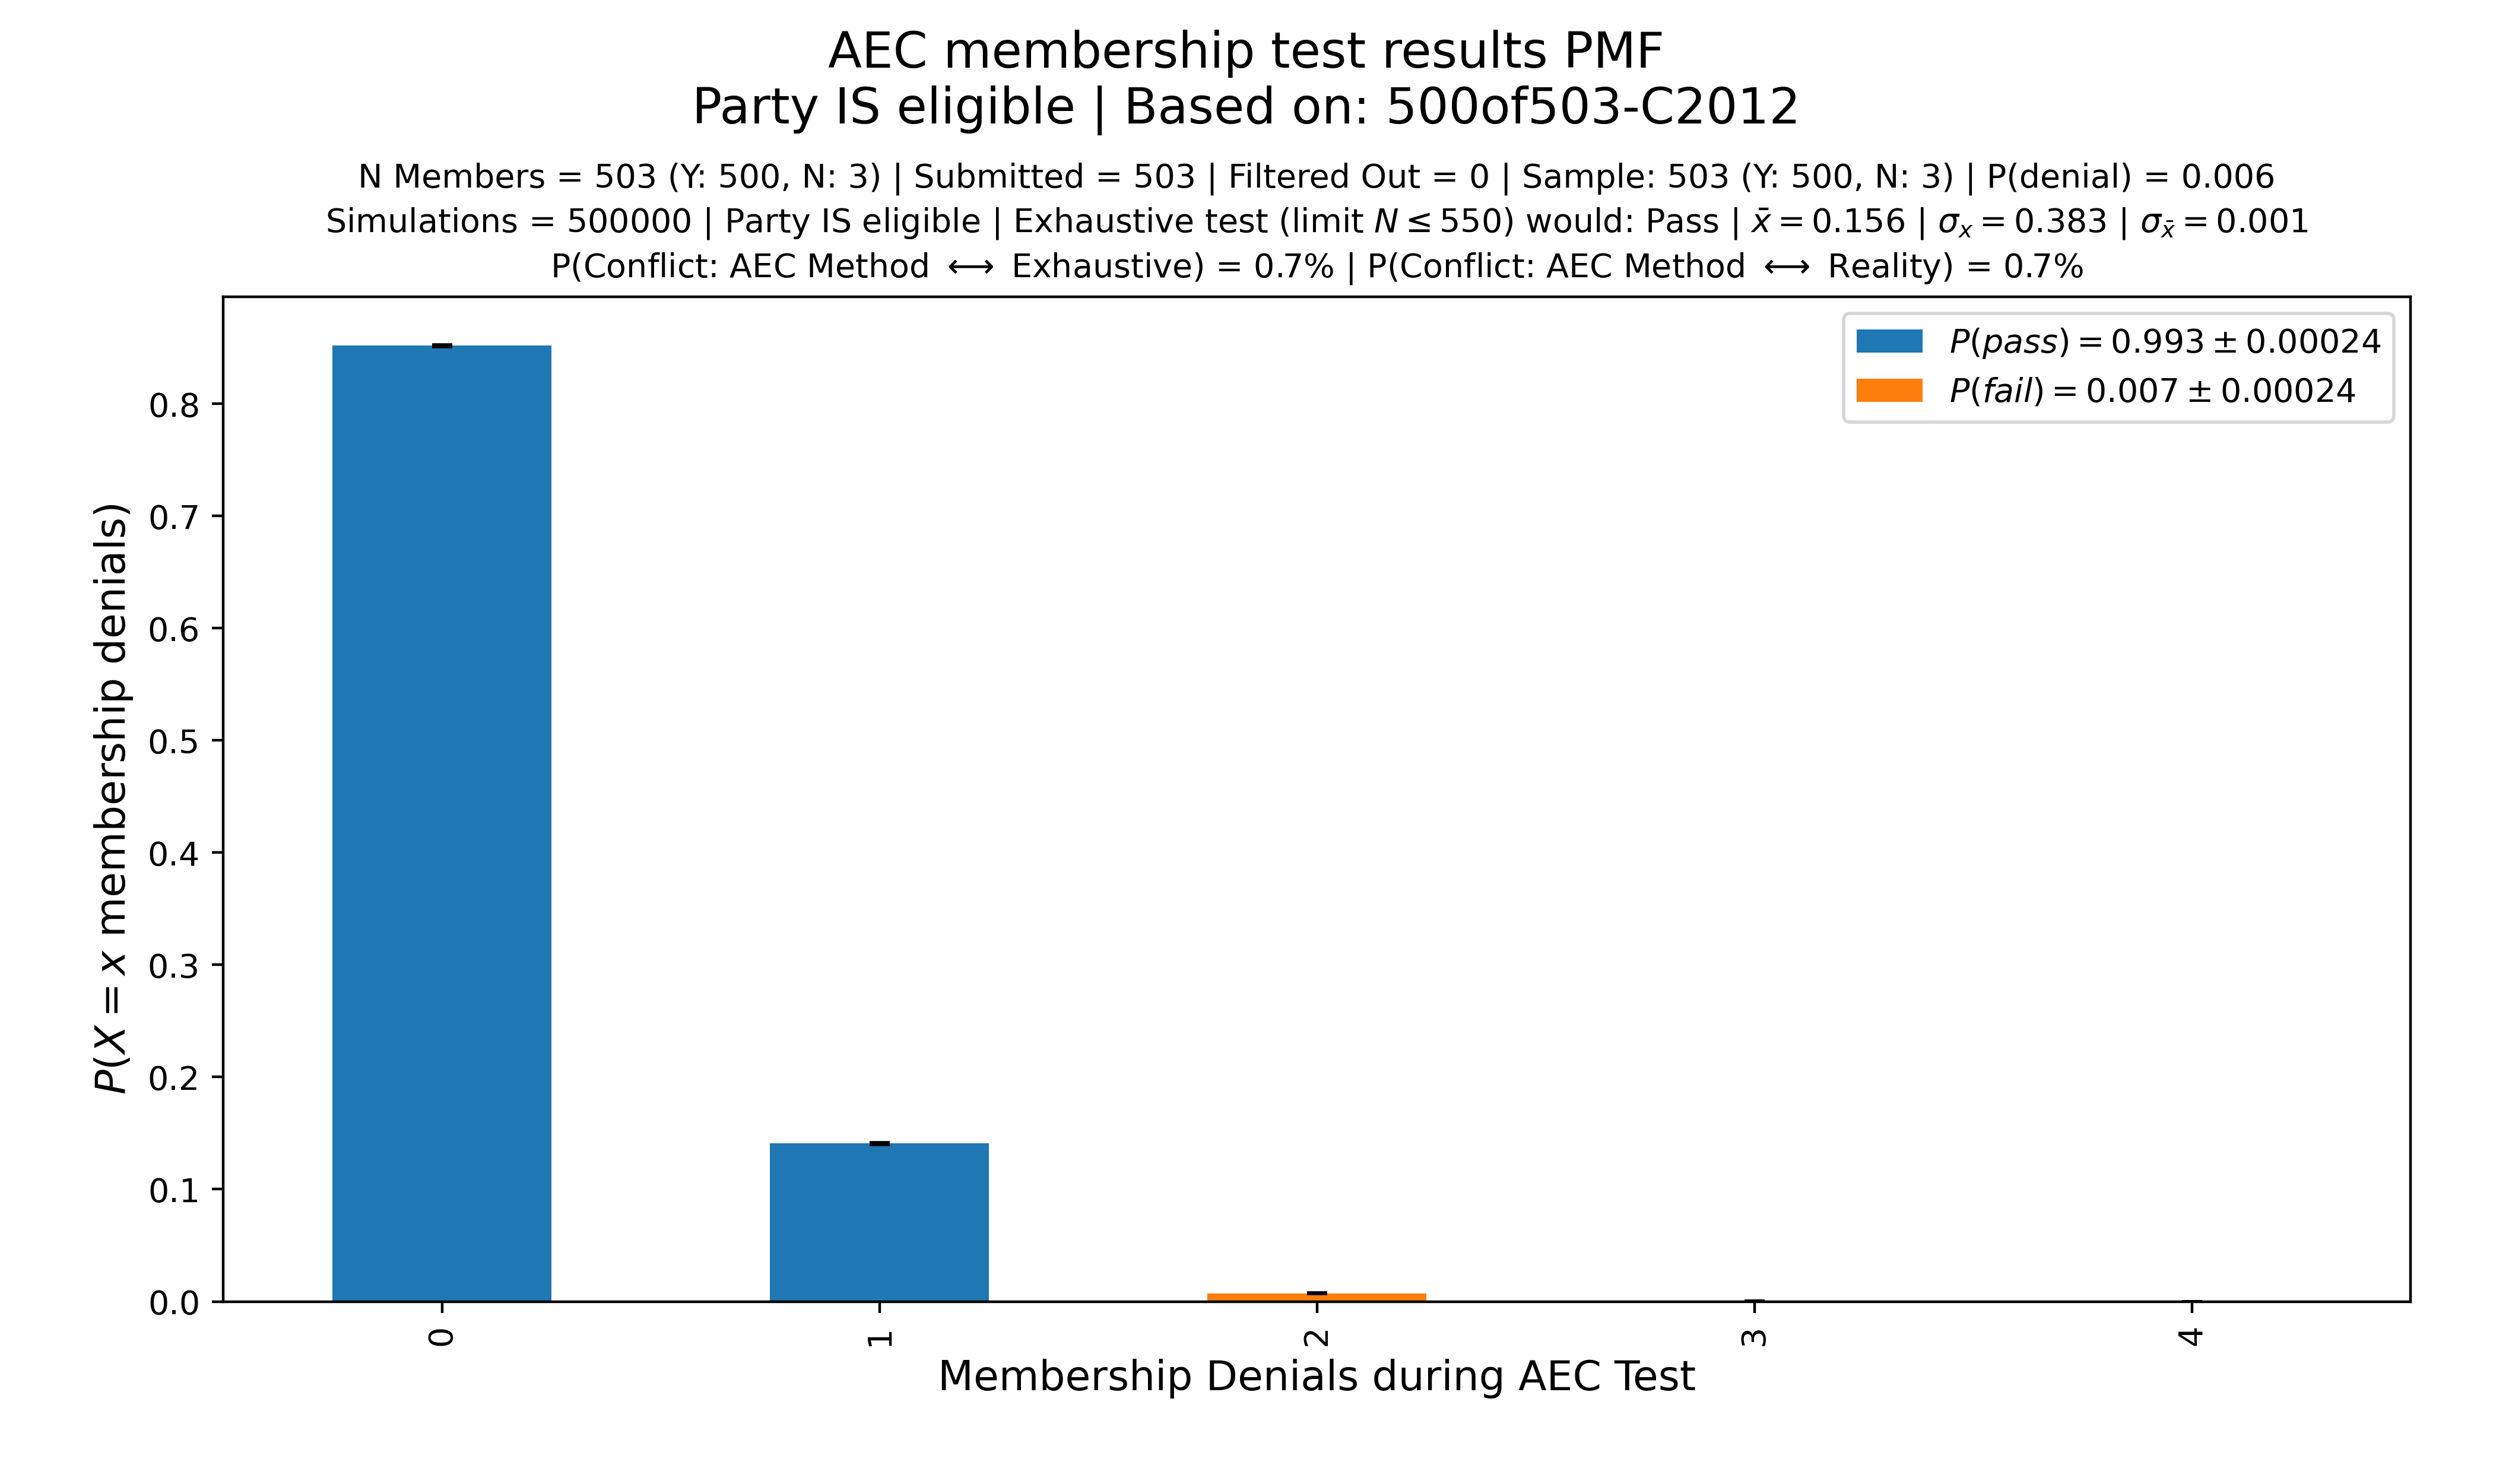 AEC membership test results PMF
Party IS eligible | Based on: 500of503-C2012
N Members = 503 (Y: 500, N: 3) | Submitted = 503 | Filtered Out = 0 | Sample: 503 (Y: 500, N: 3) | P(denial) = 0.006
Simulations = 500000 | Party IS eligible | Exhaustive test (limit N ≤ 550) would: Pass | x̄ = 0.156 | σₓ = 0.383 | σ_x̄ = 0.001
P(Conflict: AEC Method ⟷ Exhaustive) = 0.7% | P(Conflict: AEC Method ⟷ Reality) = 0.7%
P(pass) = 0.993 ± 0.00024
P(fail) = 0.007 ± 0.00024
P(X = x membership denials)
0.8
0.7
0.6
0.5
0.4
0.3
0.2
0.1
0.0
0
1
2
3
4
Membership Denials during AEC Test